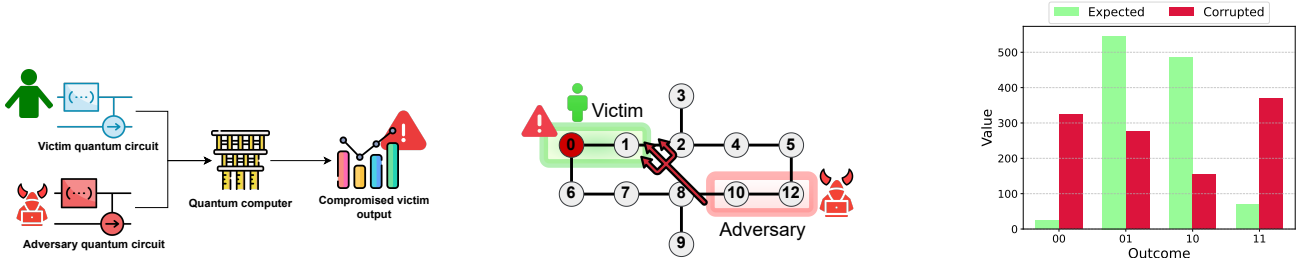 (...)
Victim quantum circuit
(...)
Adversary quantum circuit
Quantum computer
Compromised victim
output
Victim
3
0 1 2 4 5
6 7 8 10 12
9
Adversary
Expected Corrupted
Value
500
400
300
200
100
0
00 01 10 11
Outcome